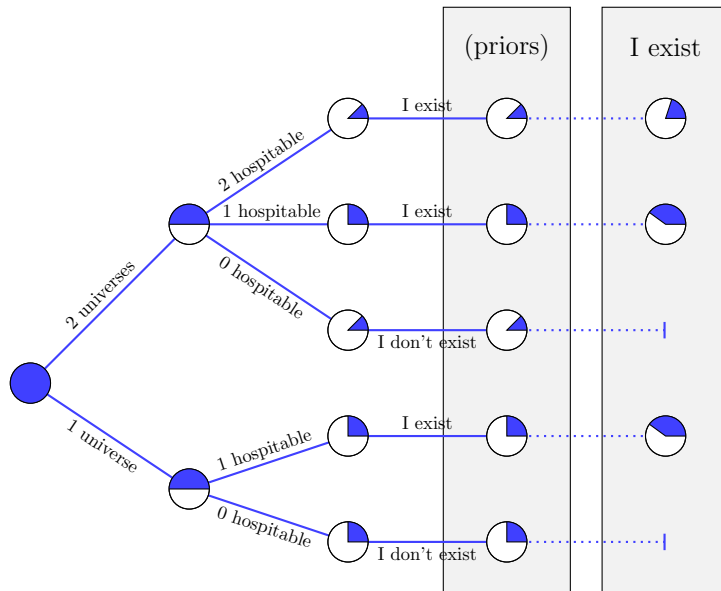 (priors)
I exist
2 hospitable
I exist
1 hospitable
I exist
2 universes
0 hospitable
I don't exist
1 universe
1 hospitable
I exist
0 hospitable
I don't exist